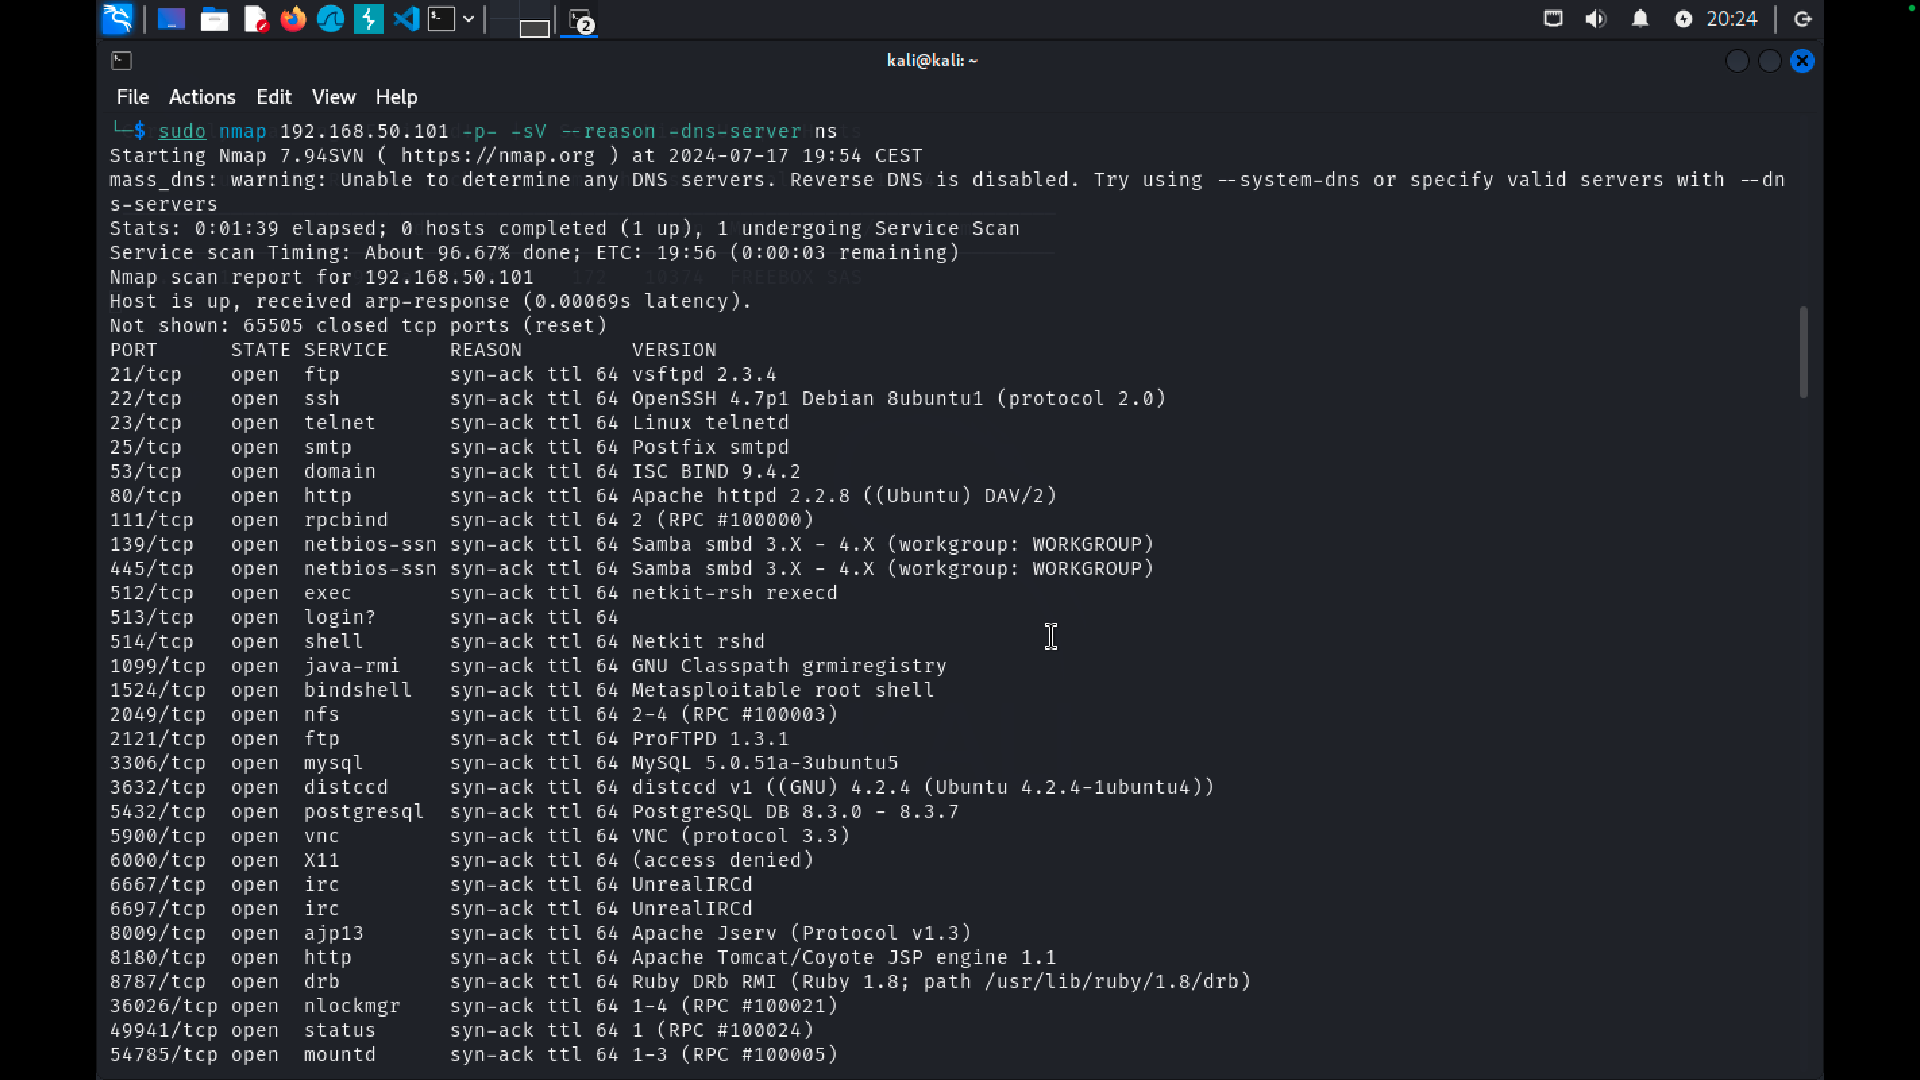 2
20:24
kali@kali: ~
File Actions Edit View Help
└─$ sudo nmap 192.168.50.101 -p- -sV --reason -dns-server ns
Starting Nmap 7.94SVN ( https://nmap.org ) at 2024-07-17 19:54 CEST
mass_dns: warning: Unable to determine any DNS servers. Reverse DNS is disabled. Try using --system-dns or specify valid servers with --dn
s-servers
Stats: 0:01:39 elapsed; 0 hosts completed (1 up), 1 undergoing Service Scan
Service scan Timing: About 96.67% done; ETC: 19:56 (0:00:03 remaining)
Nmap scan report for 192.168.50.101
Host is up, received arp-response (0.00069s latency).
Not shown: 65505 closed tcp ports (reset)
PORT STATE SERVICE REASON VERSION
21/tcp open ftp syn-ack ttl 64 vsftpd 2.3.4
22/tcp open ssh syn-ack ttl 64 OpenSSH 4.7p1 Debian 8ubuntu1 (protocol 2.0)
23/tcp open telnet syn-ack ttl 64 Linux telnetd
25/tcp open smtp syn-ack ttl 64 Postfix smtpd
53/tcp open domain syn-ack ttl 64 ISC BIND 9.4.2
80/tcp open http syn-ack ttl 64 Apache httpd 2.2.8 ((Ubuntu) DAV/2)
111/tcp open rpcbind syn-ack ttl 64 2 (RPC #100000)
139/tcp open netbios-ssn syn-ack ttl 64 Samba smbd 3.X - 4.X (workgroup: WORKGROUP)
445/tcp open netbios-ssn syn-ack ttl 64 Samba smbd 3.X - 4.X (workgroup: WORKGROUP)
512/tcp open exec syn-ack ttl 64 netkit-rsh rexecd
513/tcp open login? syn-ack ttl 64
514/tcp open shell syn-ack ttl 64 Netkit rshd
1099/tcp open java-rmi syn-ack ttl 64 GNU Classpath grmiregistry
1524/tcp open bindshell syn-ack ttl 64 Metasploitable root shell
2049/tcp open nfs syn-ack ttl 64 2-4 (RPC #100003)
2121/tcp open ftp syn-ack ttl 64 ProFTPD 1.3.1
3306/tcp open mysql syn-ack ttl 64 MySQL 5.0.51a-3ubuntu5
3632/tcp open distccd syn-ack ttl 64 distccd v1 ((GNU) 4.2.4 (Ubuntu 4.2.4-1ubuntu4))
5432/tcp open postgresql syn-ack ttl 64 PostgreSQL DB 8.3.0 - 8.3.7
5900/tcp open vnc syn-ack ttl 64 VNC (protocol 3.3)
6000/tcp open X11 syn-ack ttl 64 (access denied)
6667/tcp open irc syn-ack ttl 64 UnrealIRCd
6697/tcp open irc syn-ack ttl 64 UnrealIRCd
8009/tcp open ajp13 syn-ack ttl 64 Apache Jserv (Protocol v1.3)
8180/tcp open http syn-ack ttl 64 Apache Tomcat/Coyote JSP engine 1.1
8787/tcp open drb syn-ack ttl 64 Ruby DRb RMI (Ruby 1.8; path /usr/lib/ruby/1.8/drb)
36026/tcp open nlockmgr syn-ack ttl 64 1-4 (RPC #100021)
49941/tcp open status syn-ack ttl 64 1 (RPC #100024)
54785/tcp open mountd syn-ack ttl 64 1-3 (RPC #100005)